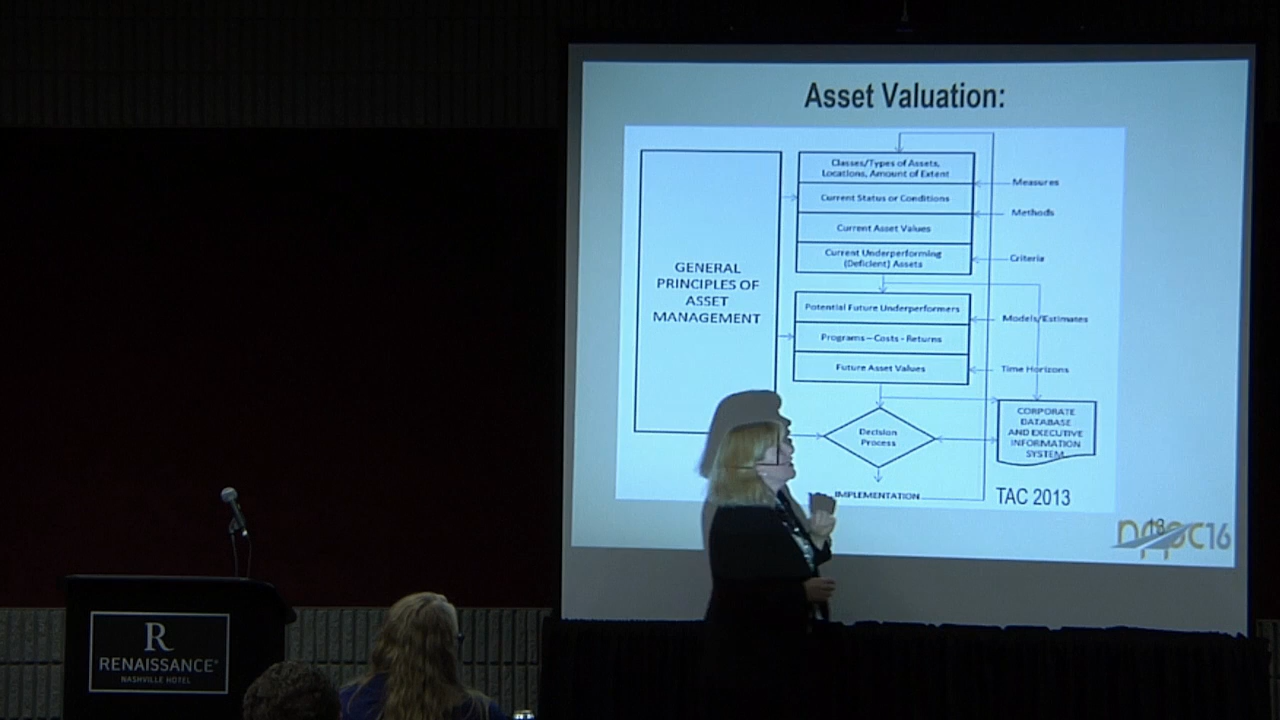 Asset Valuation:
GENERAL
PRINCIPLES OF
ASSET
MANAGEMENT
Classes/Types of Assets,
Locations, Amount of Extent
Current Status or Conditions
Current Asset Values
Current Underperforming
(Deficient) Assets
Measures
Methods
Criteria
Potential Future Underperformers
Programs – Costs - Returns
Future Asset Values
Models/Estimates
Time Horizons
Decision
Process
CORPORATE
DATABASE
AND EXECUTIVE
INFORMATION
SYSTEM
IMPLEMENTATION
TAC 2013
18
R
RENAISSANCE®
NASHVILLE HOTEL